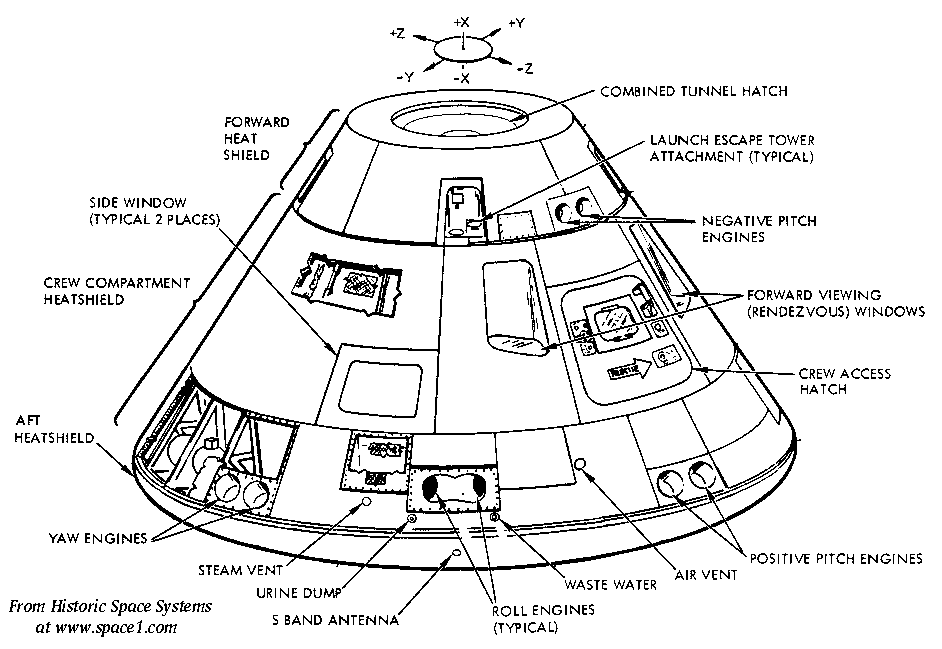 +X
+Y
+Z
-Y
-X
-Z
COMBINED TUNNEL HATCH
FORWARD
HEAT
SHIELD
LAUNCH ESCAPE TOWER
ATTACHMENT (TYPICAL)
SIDE WINDOW
(TYPICAL 2 PLACES)
NEGATIVE PITCH
ENGINES
CREW COMPARTMENT
HEATSHIELD
FORWARD VIEWING
(RENDEZVOUS) WINDOWS
CREW ACCESS
HATCH
RESCUE
AFT
HEATSHIELD
YAW ENGINES
STEAM VENT
URINE DUMP
S BAND ANTENNA
ROLL ENGINES
(TYPICAL)
WASTE WATER
AIR VENT
POSITIVE PITCH ENGINES
From Historic Space Systems
at www.space1.com